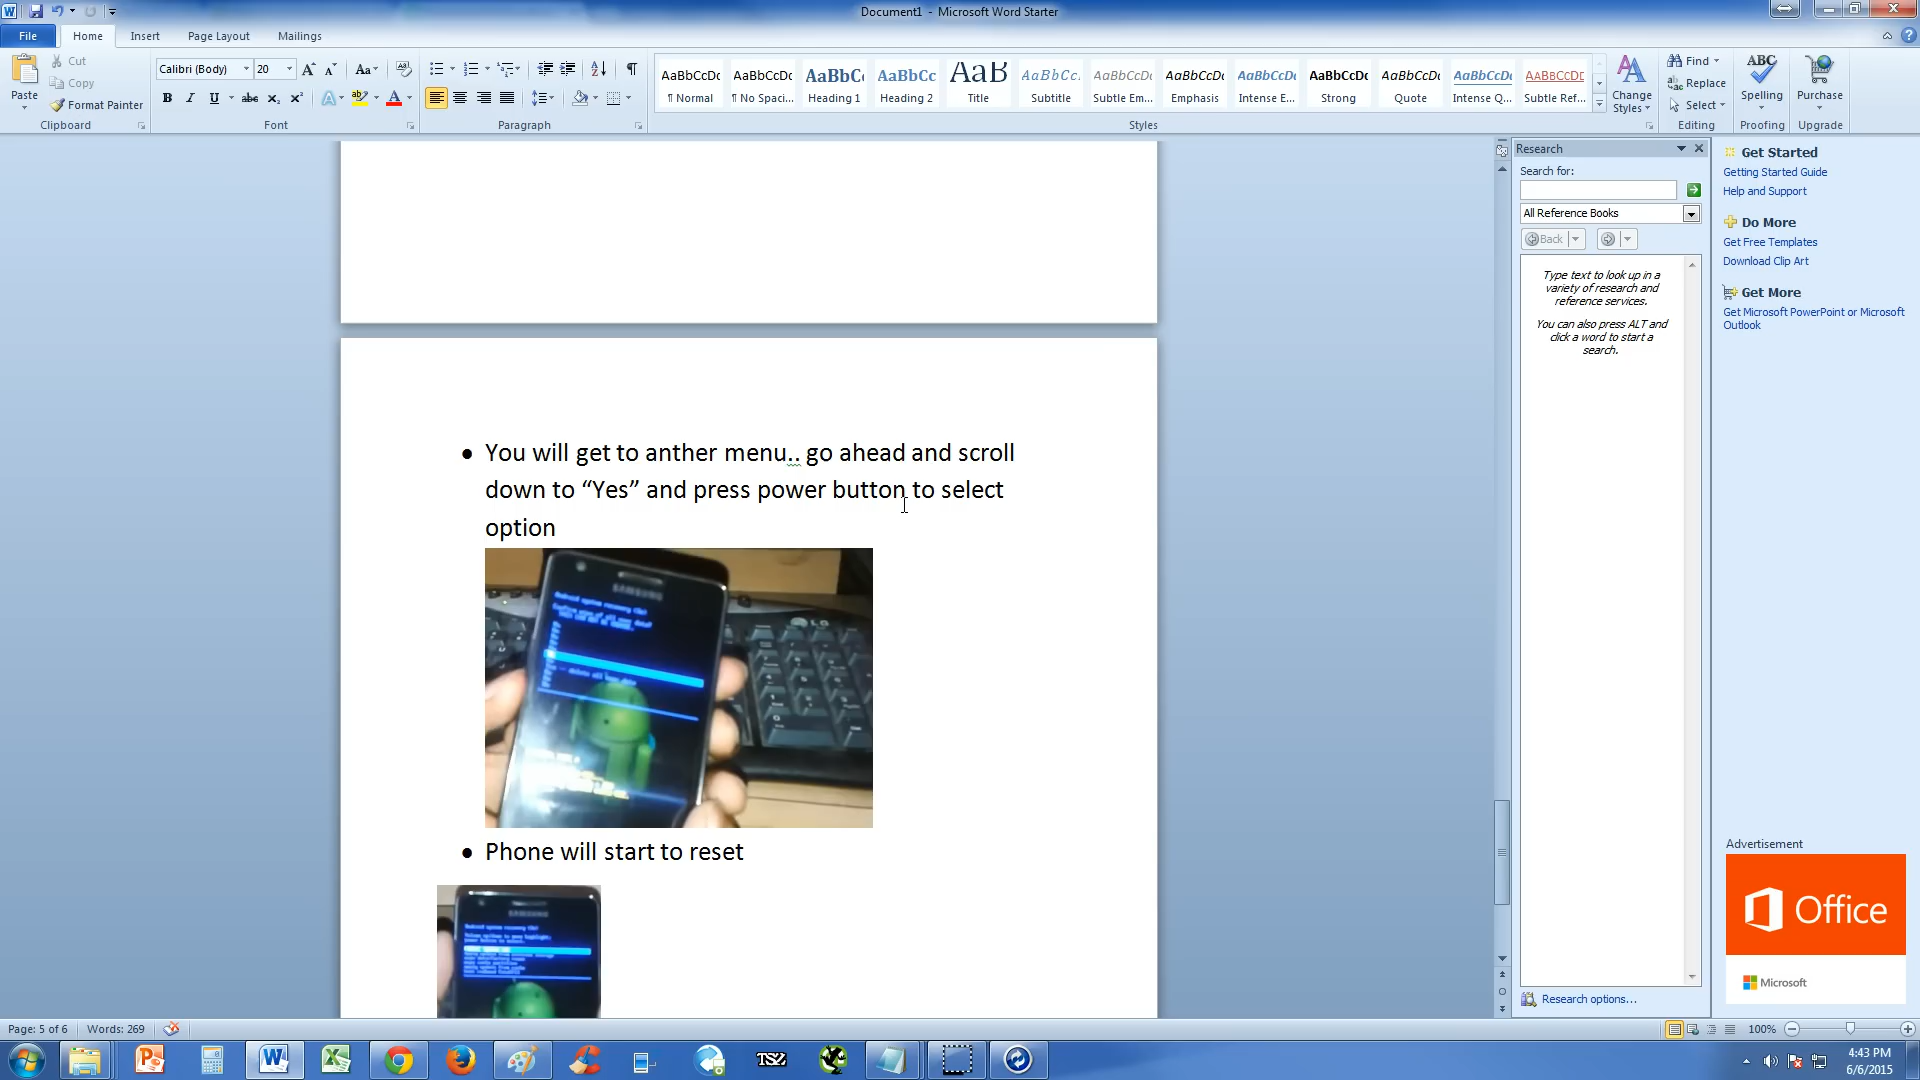 Document1 - Microsoft Word Starter
File
Home
Insert
Page Layout
Mailings
Paste
Cut
Copy
Format Painter
Clipboard
Calibri (Body)
20
Font
Paragraph
AaBbCcDc
¶ Normal
AaBbCcDc
¶ No Spaci...
AaBbC
Heading 1
AaBbCc
Heading 2
AaB
Title
AaBbCc.
Subtitle
AaBbCcDc
Subtle Em...
AaBbCcDc
Emphasis
AaBbCcDc
Intense E...
AaBbCcDc
Strong
AaBbCcDc
Quote
AaBbCcDc
Intense Q...
AaBbCcDc
Subtle Ref...
Change
Styles
Styles
Find
Replace
Select
Editing
ABC
Spelling
Proofing
Purchase
Upgrade
• You will get to anther menu.. go ahead and scroll
down to “Yes” and press power button to select
option
SAMSUNG
LG
• Phone will start to reset
SAMSUNG
Research
Search for:
All Reference Books
Back
Type text to look up in a
variety of research and
reference services.
You can also press ALT and
click a word to start a
search.
Research options...
Get Started
Getting Started Guide
Help and Support
Do More
Get Free Templates
Download Clip Art
Get More
Get Microsoft PowerPoint or Microsoft
Outlook
Advertisement
Office
Microsoft
Page: 5 of 6
Words: 269
100%
TS2
4:43 PM
6/6/2015